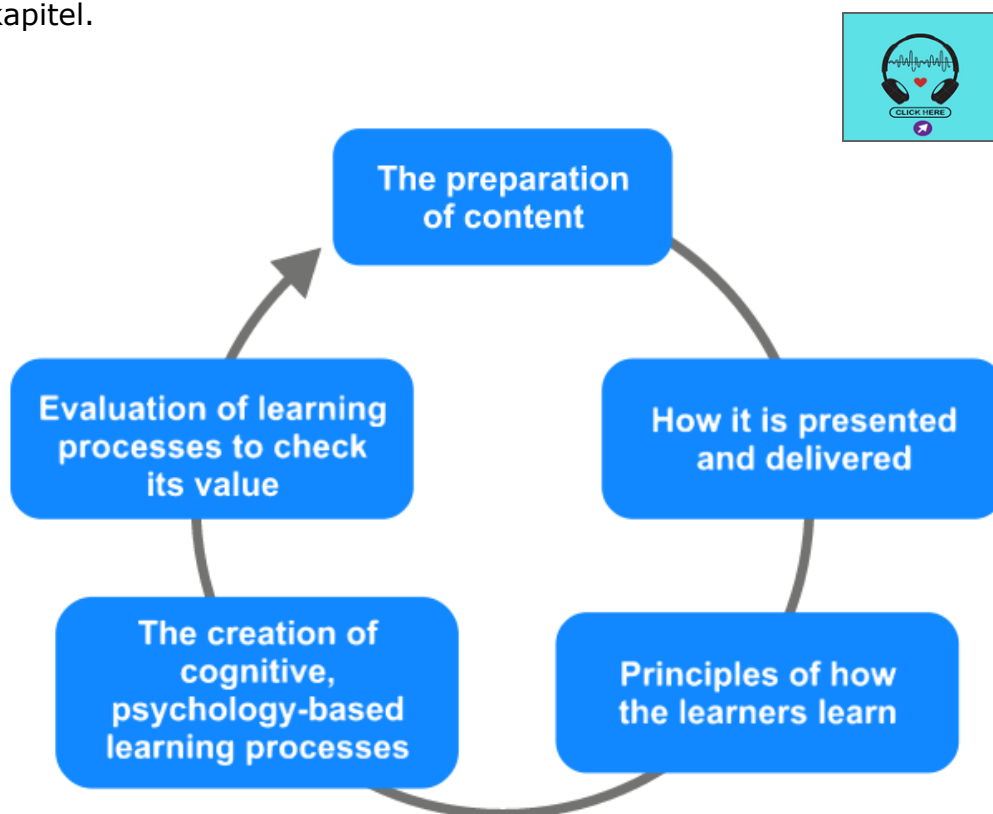 kapitel.
CLICK HERE
The preparation
of content
How it is presented
and delivered
Principles of how
the learners learn
The creation of
cognitive,
psychology-based
learning processes
Evaluation of learning
processes to check
its value